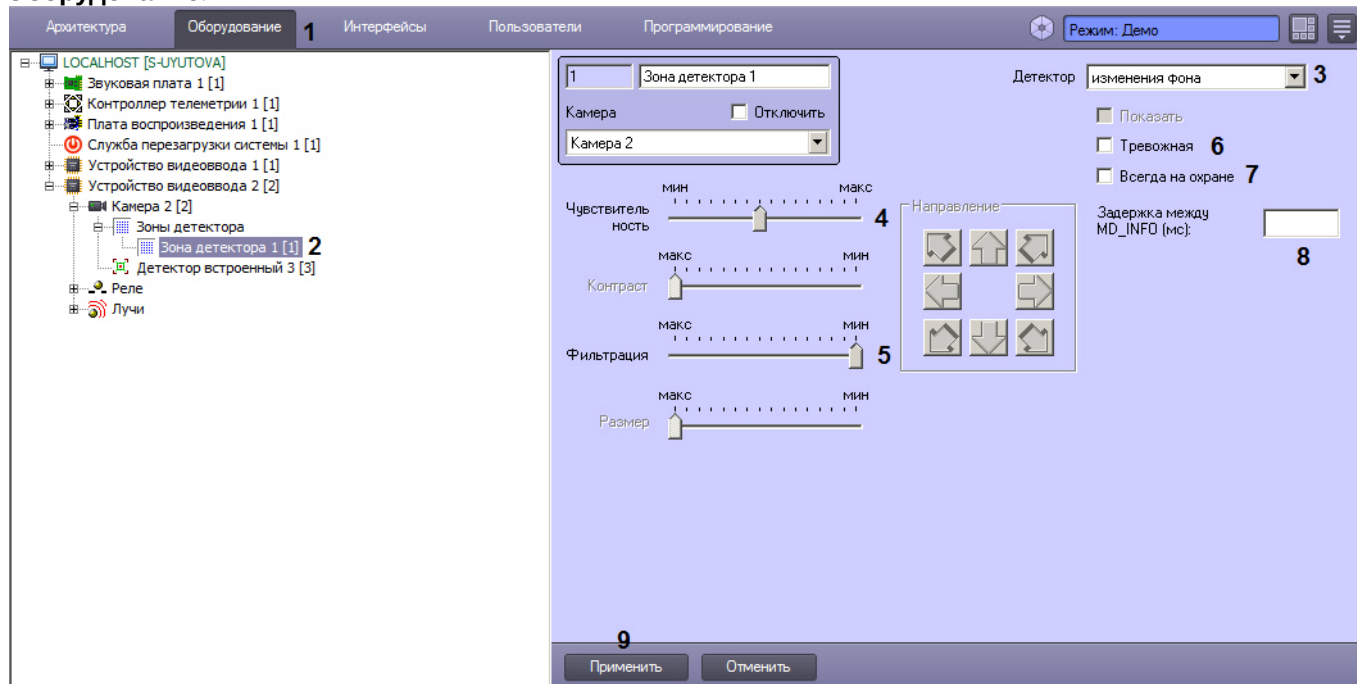 Архитектура Оборудование 1 Интерфейсы Пользователи Программирование Режим: Демо
LOCALHOST [S-UYUTOVA]
Звуковая плата 1 [1]
Контроллер телеметрии 1 [1]
Плата воспроизведения 1 [1]
Служба перезагрузки системы 1 [1]
Устройство видеоввода 1 [1]
Устройство видеоввода 2 [2]
Камера 2 [2]
Зоны детектора
Зона детектора 1 [1] 2
Детектор встроенный 3 [3]
Реле
Лучи
1 Зона детектора 1
Камера Отключить
Камера 2
Детектор изменения фона 3
Показать
Тревожная 6
Всегда на охране 7
Задержка между
MD_INFO (мс):
8
мин макс
Чувствитель
ность 4
макс мин
Контраст
макс мин
Фильтрация 5
макс мин
Размер
Направление
9
Применить Отменить